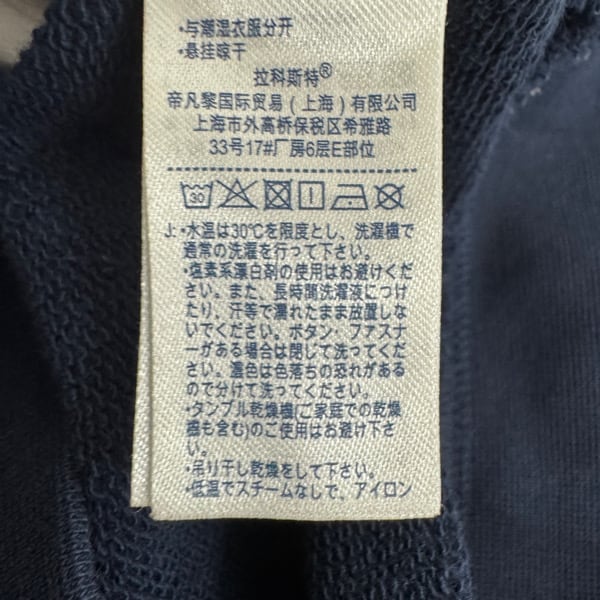 •与潮湿衣服分开
•悬挂晾干
拉科斯特®
帝凡黎国际贸易(上海)有限公司
上海市外高桥保税区希雅路
33号17#厂房6层E部位
30
J: •水温は30℃を限度とし、洗濯機で
通常の洗濯を行って下さい。
•塩素系漂白剤の使用はお避けくだ
さい。また、長時間洗濯液につけ
たり、汗等で濡れたまま放置しな
いでください。ボタン・ファスナ
ーがある場合は閉じて洗ってくだ
さい。濃色は色落ちの恐れがある
ので分けて洗ってください。
•タンブル乾燥機(ご家庭での乾燥
機も含む)のご使用はお避け下さ
い。
•吊り干し乾燥をして下さい。
•低温でスチームなしで、アイロン